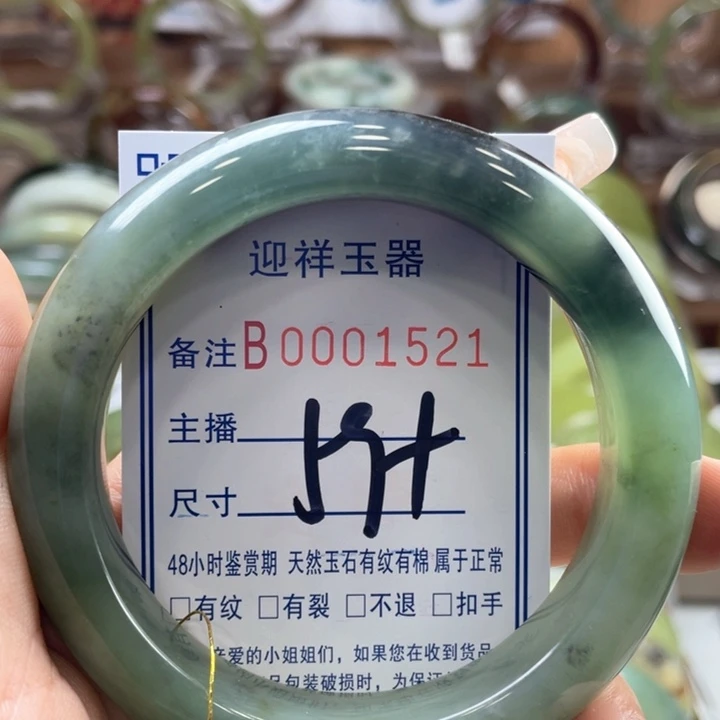 迎祥玉器
备注B0001521
主播
尺寸
48小时鉴赏期 天然玉石有纹有棉属于正常
□有纹 □有裂 □不退 □扣手
亲爱的小姐姐们，如果您在收到货品
品包装破损时，为保证